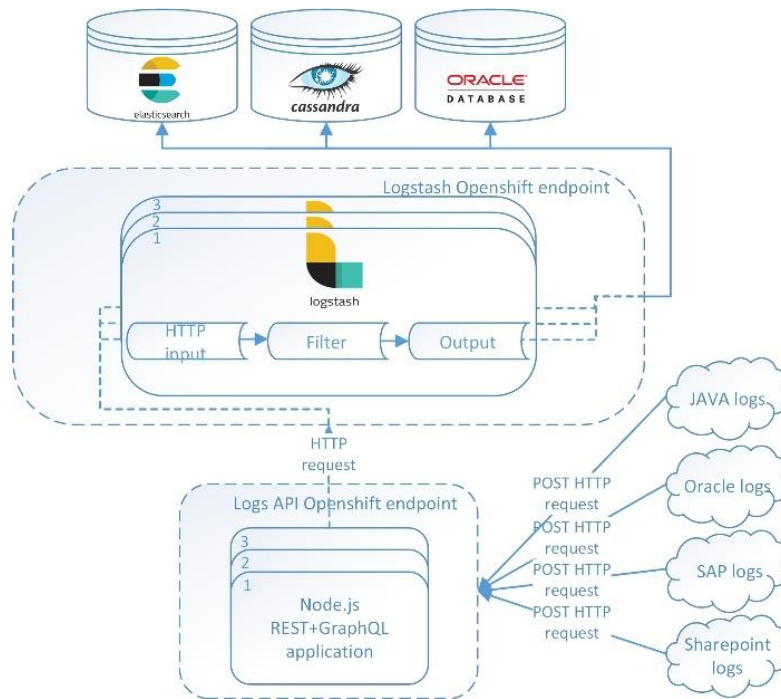 elasticsearch
cassandra
ORACLE
DATABASE
Logstash Openshift endpoint
3
2
1
logstash
HTTP
input
Filter
Output
HTTP
request
JAVA logs
Logs API Openshift endpoint
POST HTTP
request
Oracle logs
POST HTTP
request
POST HTTP
request
SAP logs
POST HTTP
request
Sharepoint
logs
3
2
1
Node.js
REST+GraphQL
application